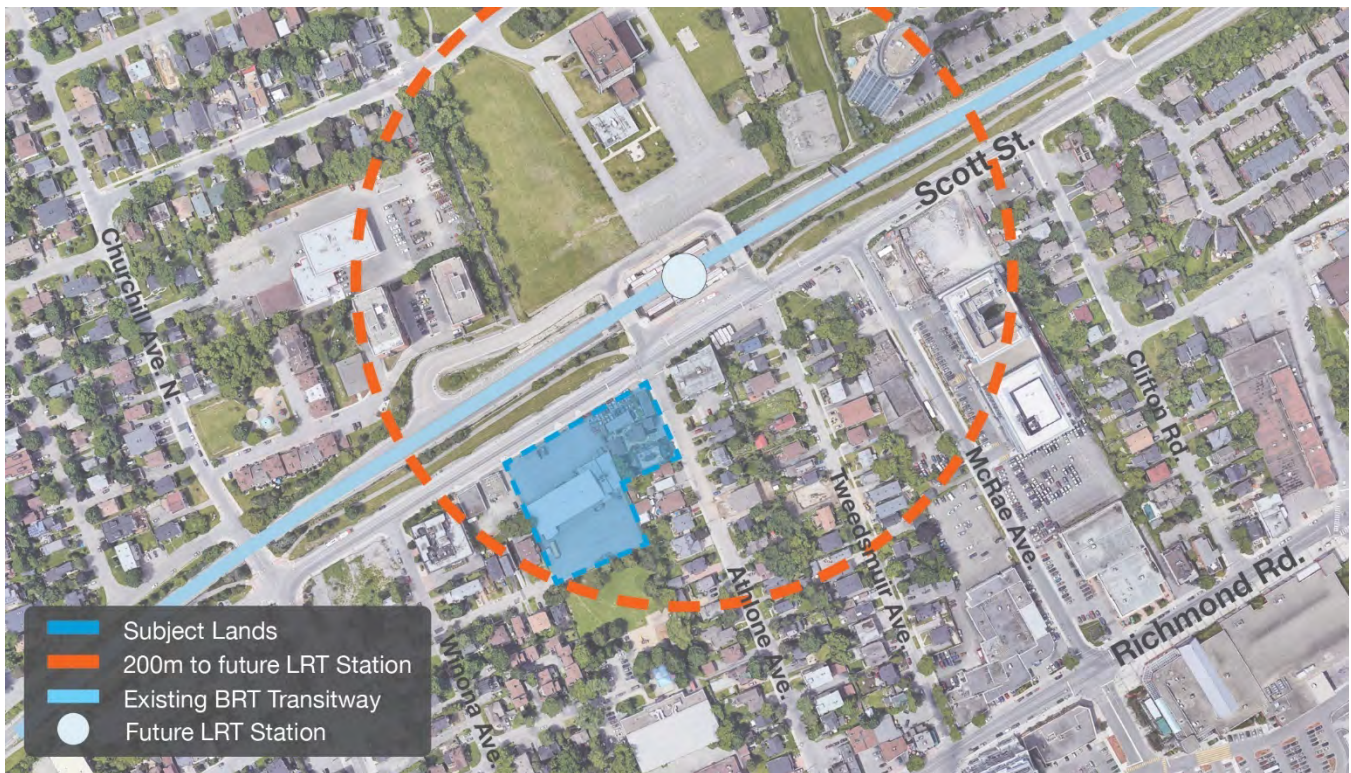 Scott St.
Churchill Ave. N
Clifton Rd
McRae Ave.
Tweedsmuir Ave.
Richmond Rd.
Athlone Ave.
Winona Ave.
Subject Lands
200m to future LRT Station
Existing BRT Transitway
Future LRT Station